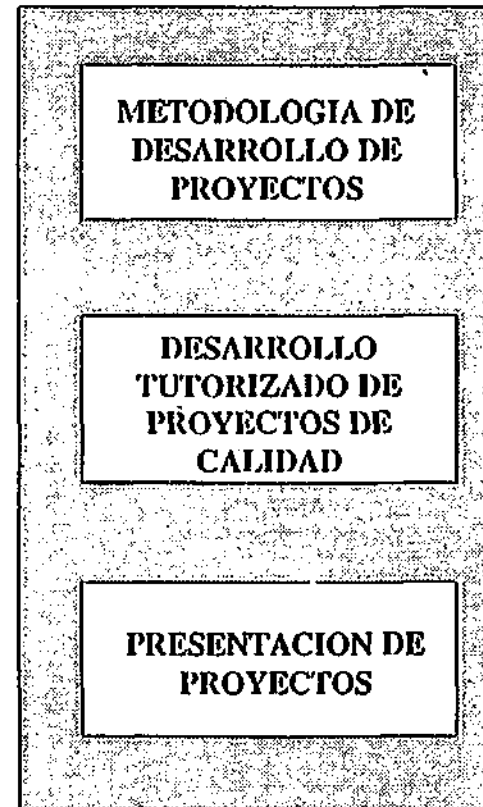 METODOLOGIA DE
DESARROLLO DE
PROYECTOS
DESARROLLO
TUTORIZADO DE
PROYECTOS DE
CALIDAD
PRESENTACION DE
PROYECTOS